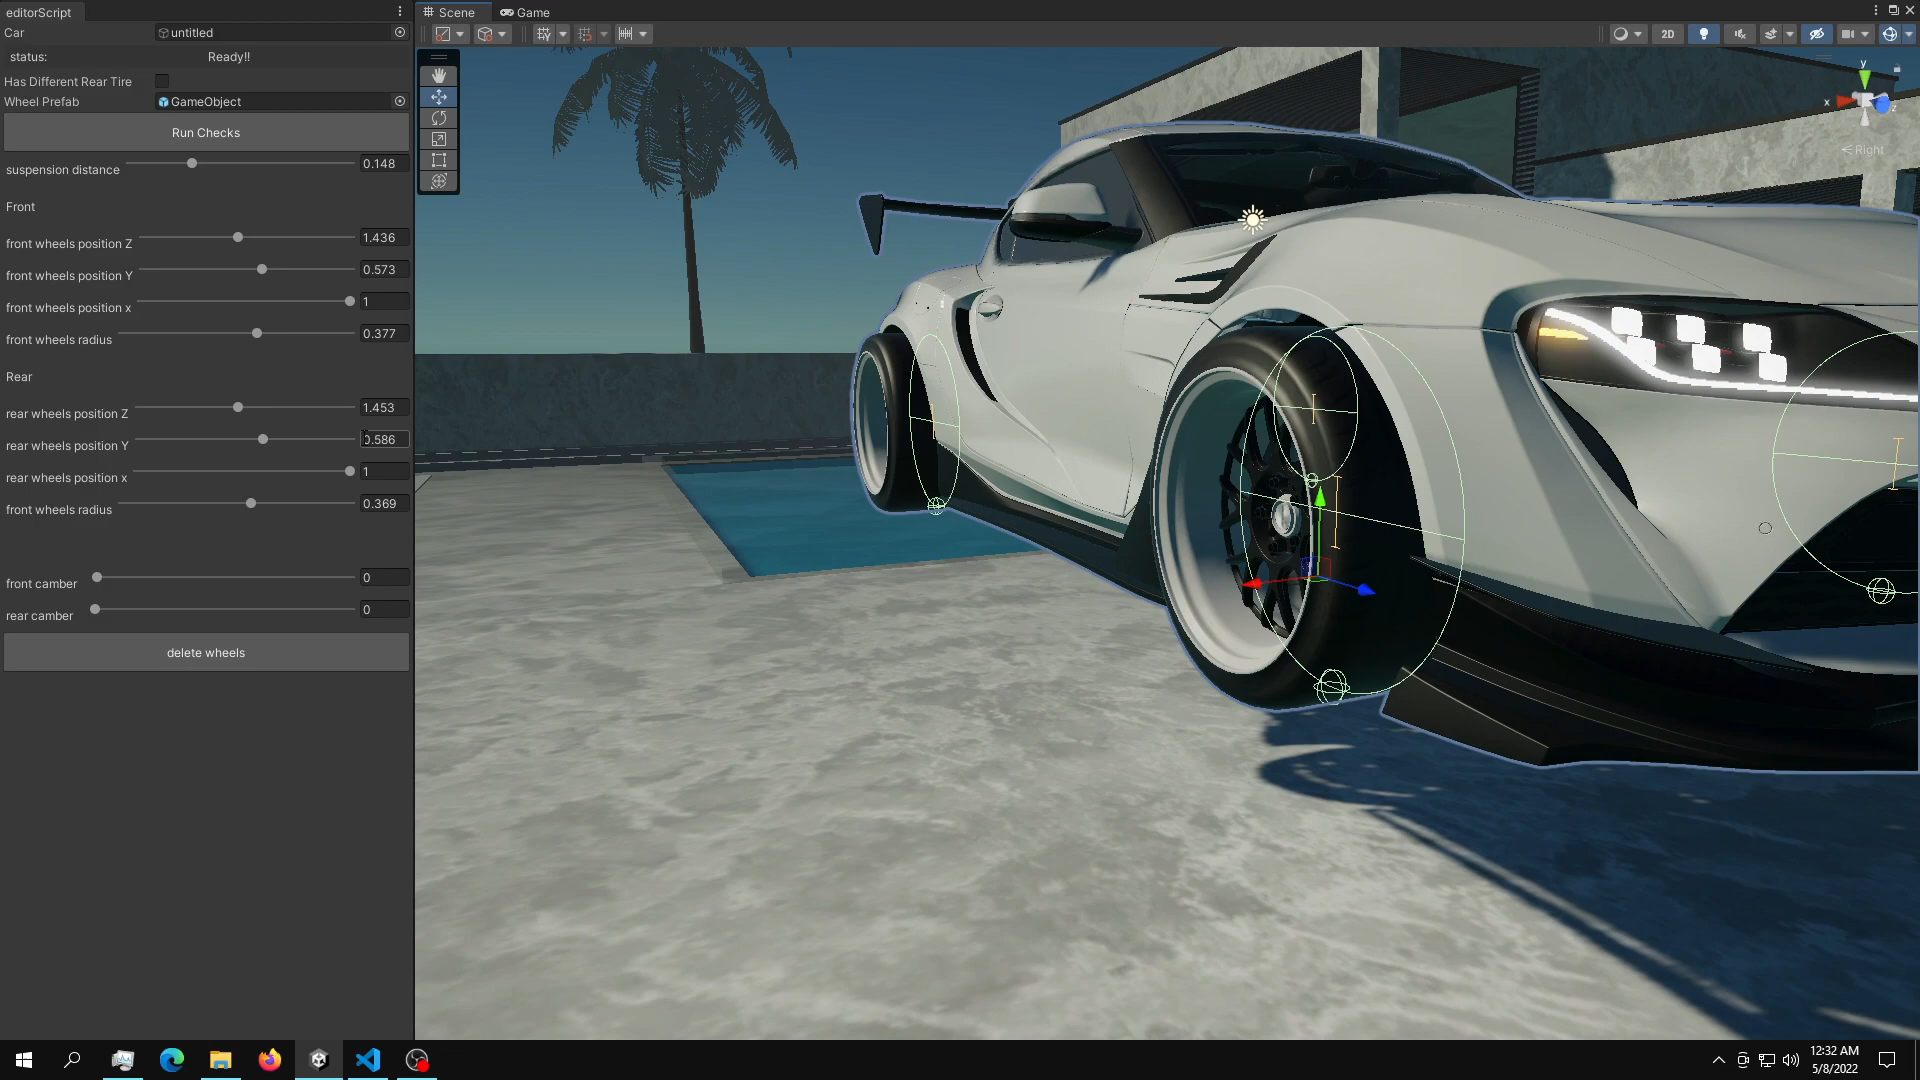 editorScript
Scene
Game
Car
untitled
status:
Ready!!
2D
Has Different Rear Tire
Wheel Prefab
GameObject
Run Checks
suspension distance
0.148
Front
front wheels position Z
1.436
front wheels position Y
0.573
front wheels position x
1
front wheels radius
0.377
Rear
rear wheels position Z
1.453
rear wheels position Y
0.586
rear wheels position x
1
front wheels radius
0.369
front camber
0
rear camber
0
delete wheels
y
x
z
Right
12:32 AM
5/8/2022